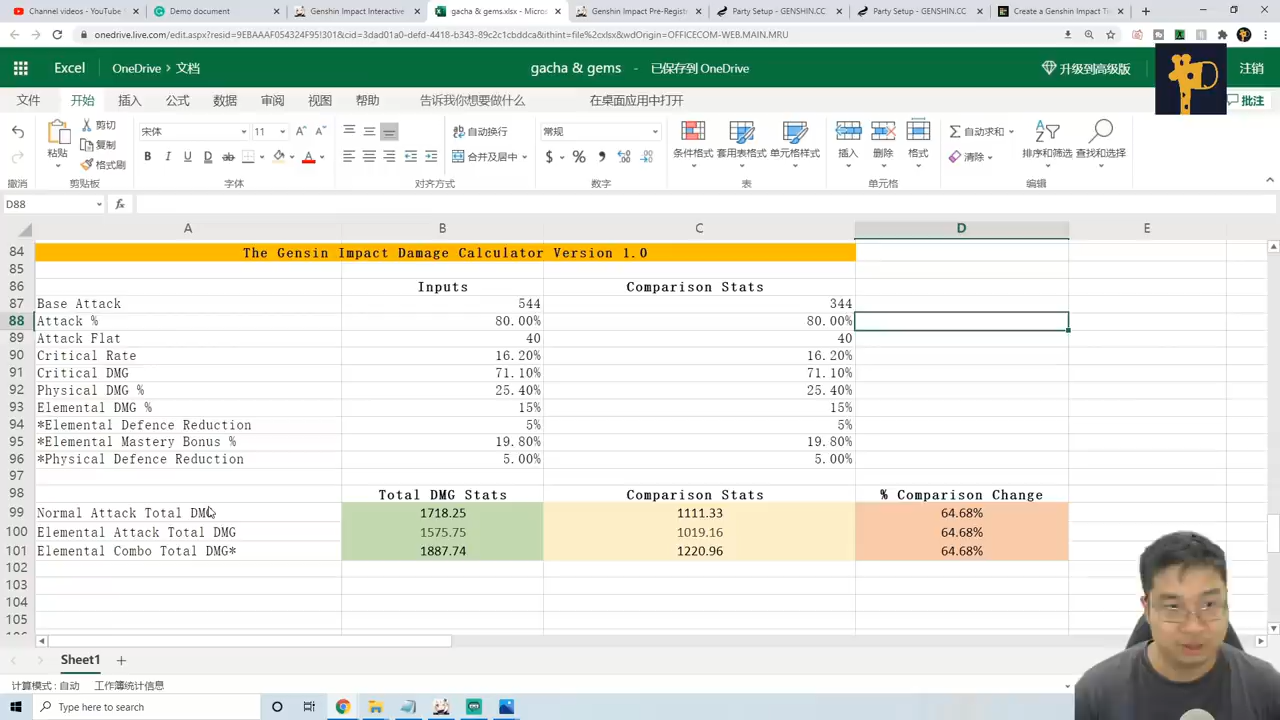 Channel videos - YouTube
Demo document
Genshin Impact Interactive
gacha & gems.xlsx - Micros
Genshin Impact Pre-Regist
Party Setup - GENSHIN.CC
Party Setup - GENSHIN.CC
Create a Genshin Impact Ti
onedrive.live.com/edit.aspx?resid=9EBAAAF054324F95!301&cid=3dad01a0-defd-4418-b343-89c2c1cbddca&ithint=file%2cxlsx&wdOrigin=OFFICECOM-WEB.MAIN.MRU
Excel OneDrive › 文档 gacha & gems - 已保存到 OneDrive 升级到高级版 注销
文件 开始 插入 公式 数据 审阅 视图 帮助 告诉我你想要做什么 在桌面应用中打开 批注
粘贴 剪切 复制 格式刷
宋体 11 A A
B I U D ab A
自动换行
合并及居中
常规
$ % 9
条件格式 套用表格式 单元格样式
插入 删除 格式
自动求和
清除
排序和筛选 查找和选择
撤消 剪贴板 字体 对齐方式 数字 表 单元格 编辑
D88 fx
A B C D E
84 The Gensin Impact Damage Calculator Version 1.0
85
86 Inputs Comparison Stats
87 Base Attack 544 344
88 Attack % 80.00% 80.00%
89 Attack Flat 40 40
90 Critical Rate 16.20% 16.20%
91 Critical DMG 71.10% 71.10%
92 Physical DMG % 25.40% 25.40%
93 Elemental DMG % 15% 15%
94 *Elemental Defence Reduction 5% 5%
95 *Elemental Mastery Bonus % 19.80% 19.80%
96 *Physical Defence Reduction 5.00% 5.00%
97
98 Total DMG Stats Comparison Stats % Comparison Change
99 Normal Attack Total DMG 1718.25 1111.33 64.68%
100 Elemental Attack Total DMG 1575.75 1019.16 64.68%
101 Elemental Combo Total DMG* 1887.74 1220.96 64.68%
102
103
104
105
Sheet1
计算模式: 自动 工作簿统计信息
Type here to search